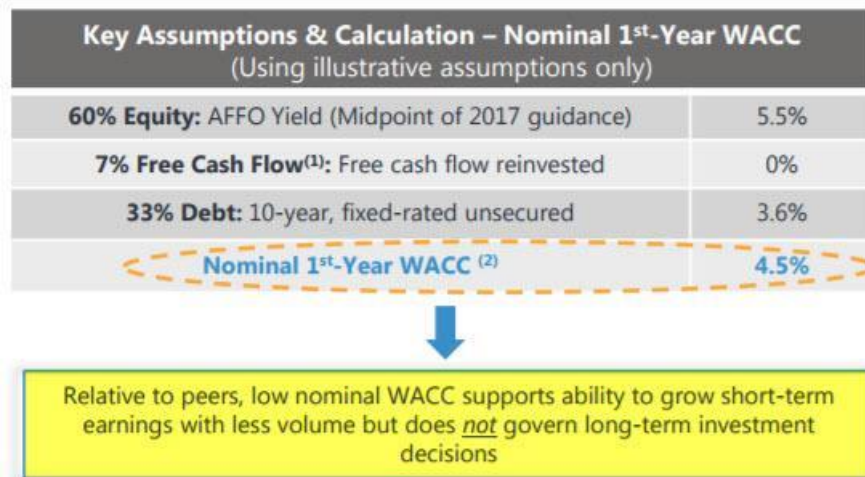 Key Assumptions & Calculation – Nominal 1st-Year WACC
(Using illustrative assumptions only)
60% Equity: AFFO Yield (Midpoint of 2017 guidance) 5.5%
7% Free Cash Flow(1): Free cash flow reinvested 0%
33% Debt: 10-year, fixed-rated unsecured 3.6%
Nominal 1st-Year WACC (2) 4.5%
Relative to peers, low nominal WACC supports ability to grow short-term
earnings with less volume but does not govern long-term investment
decisions